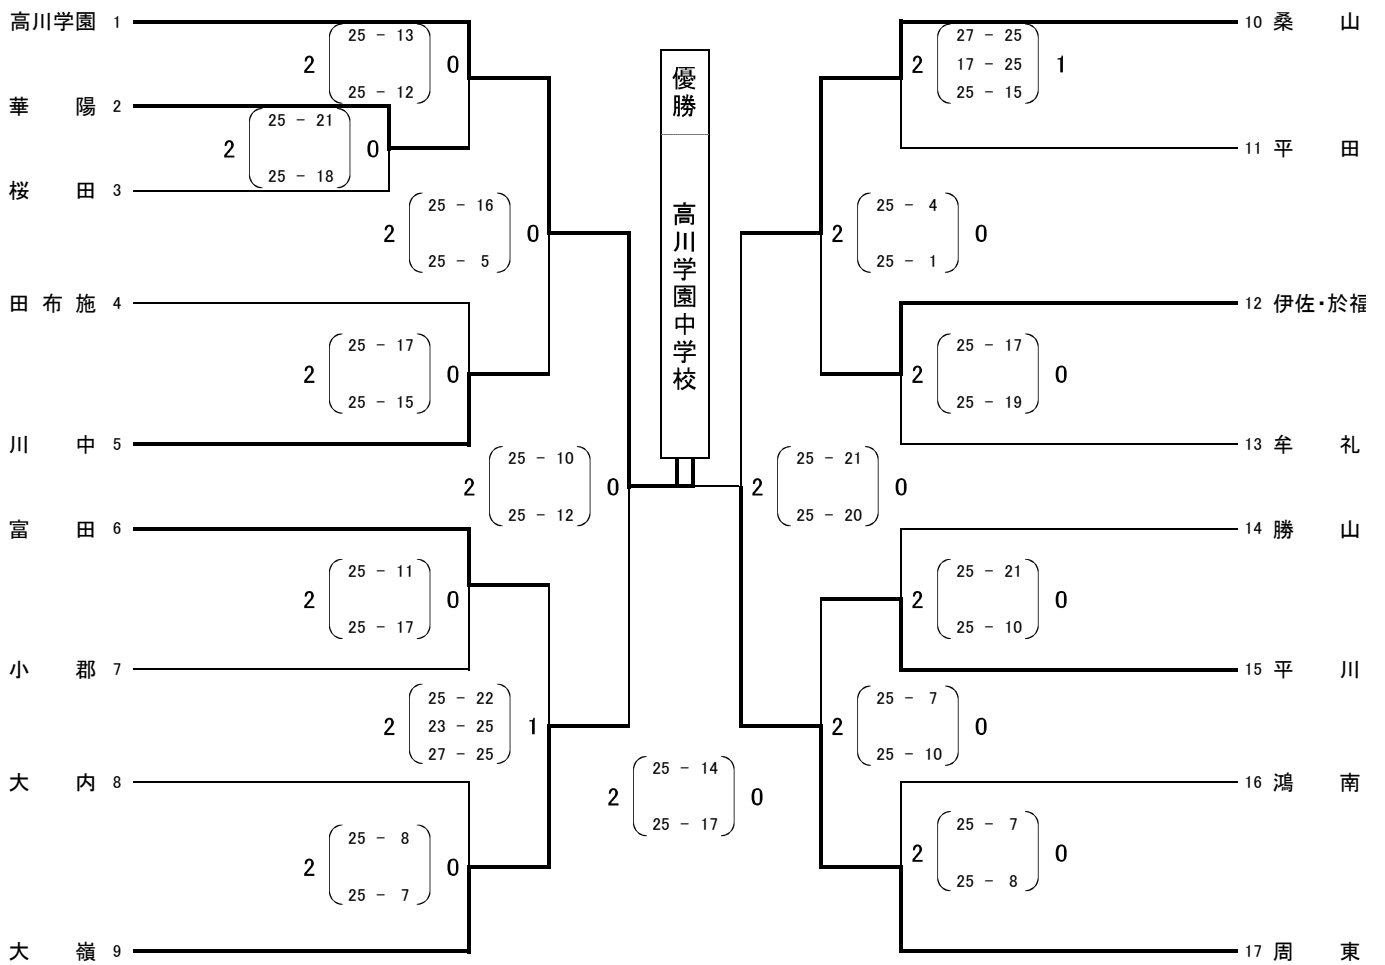 高川学園 1
25 － 13
2 0
25 － 12
華 陽 2
25 － 21
2 0
25 － 18
桜 田 3
25 － 16
2 0
25 － 5
田 布 施 4
25 － 17
2 0
25 － 15
川 中 5
25 － 10
2 0
25 － 12
富 田 6
25 － 11
2 0
25 － 17
小 郡 7
25 － 22
2 23 － 25 1
27 － 25
大 内 8
25 － 8
2 0
25 － 7
大 嶺 9
優勝
高川学園中学校
25 － 14
2 0
25 － 17
10 桑 山
27 － 25
2 17 － 25 1
25 － 15
11 平 田
25 － 4
2 0
25 － 1
12 伊佐・於福
25 － 17
2 0
25 － 19
13 牟 礼
25 － 21
2 0
25 － 20
14 勝 山
25 － 21
2 0
25 － 10
15 平 川
25 － 7
2 0
25 － 10
16 鴻 南
25 － 7
2 0
25 － 8
17 周 東